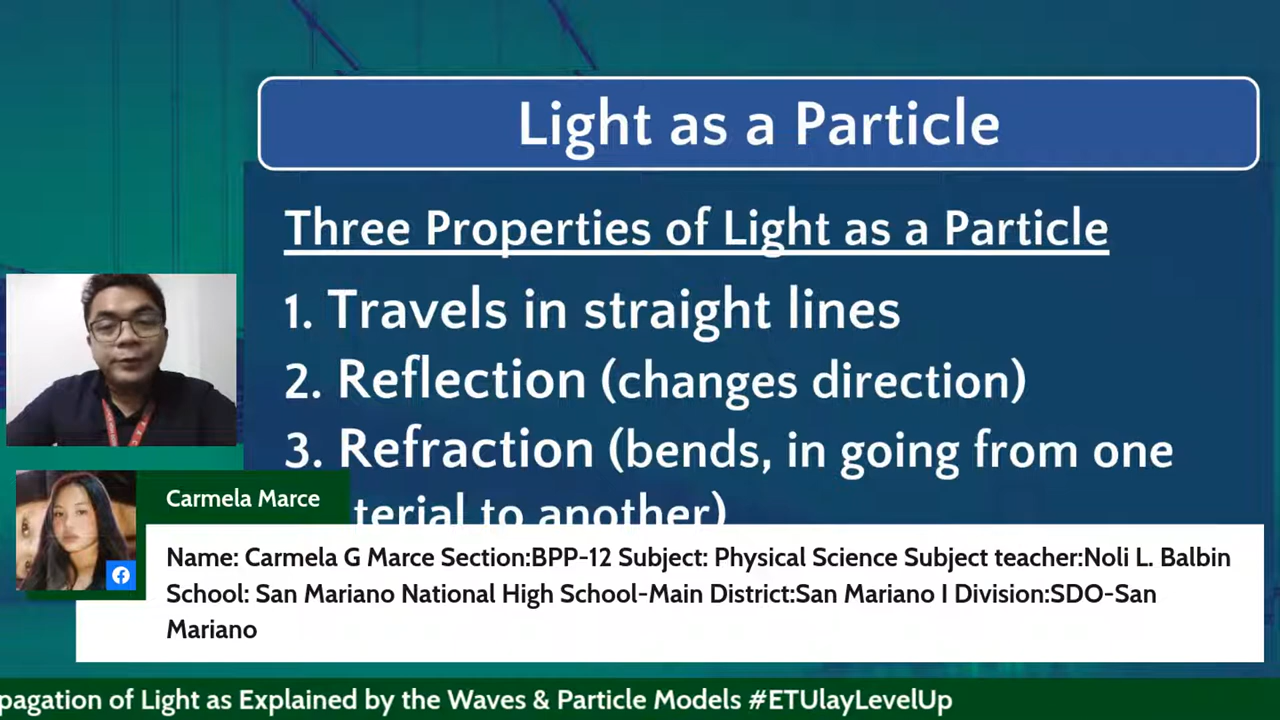 Light as a Particle
Three Properties of Light as a Particle
1. Travels in straight lines
2. Reflection (changes direction)
3. Refraction (bends, in going from one
terial to another)
Carmela Marce
Name: Carmela G Marce Section:BPP-12 Subject: Physical Science Subject teacher:Noli L. Balbin
School: San Mariano National High School-Main District:San Mariano I Division:SDO-San
Mariano
pagation of Light as Explained by the Waves & Particle Models #ETUlayLevelUp